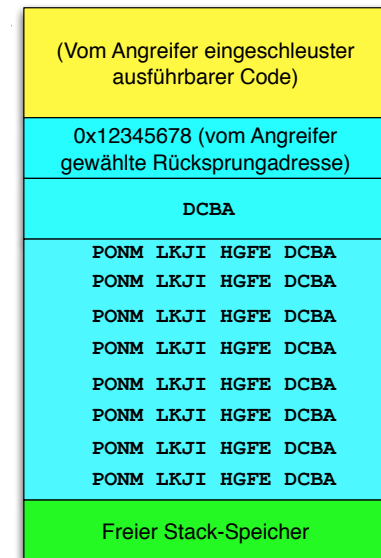 (Vom Angreifer eingeschleuster
ausführbarer Code)
0x12345678 (vom Angreifer
gewählte Rücksprungadresse)
DCBA
PONM LKJI HGFE DCBA
PONM LKJI HGFE DCBA
PONM LKJI HGFE DCBA
PONM LKJI HGFE DCBA
PONM LKJI HGFE DCBA
PONM LKJI HGFE DCBA
PONM LKJI HGFE DCBA
PONM LKJI HGFE DCBA
Freier Stack-Speicher